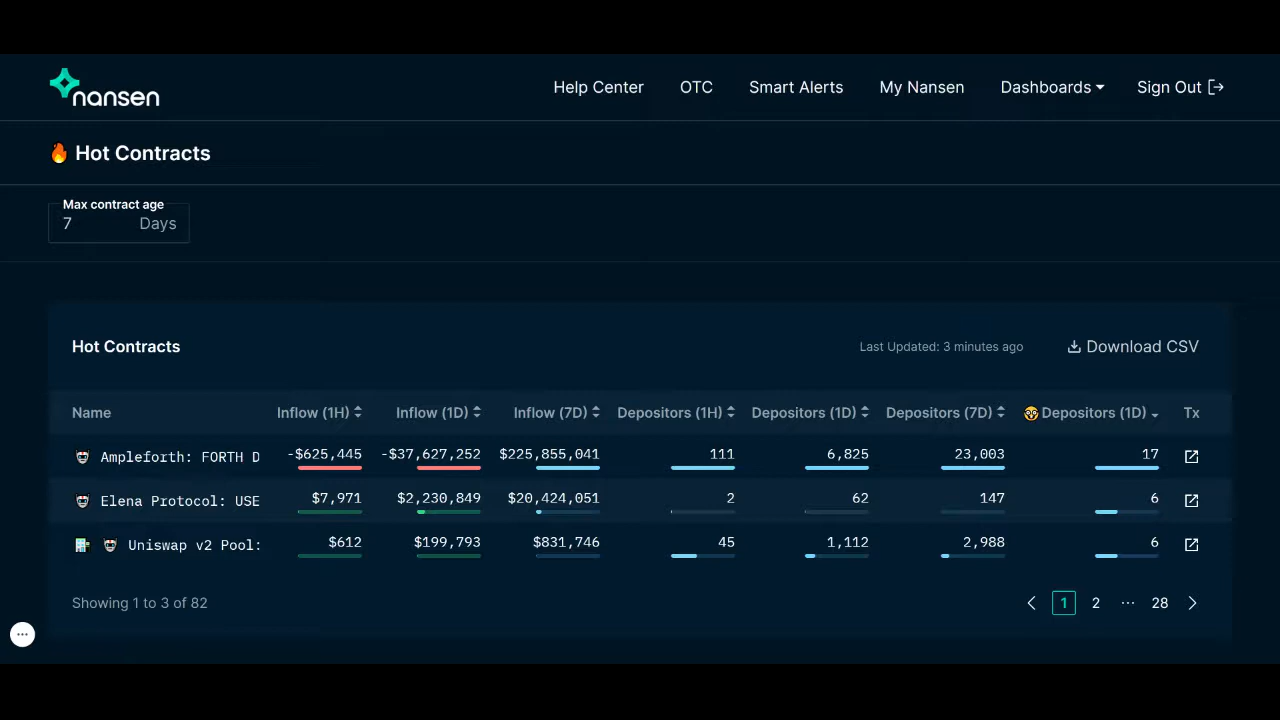 nansen
Help Center OTC Smart Alerts My Nansen Dashboards Sign Out
Hot Contracts
Max contract age
7 Days
Hot Contracts Last Updated: 3 minutes ago Download CSV
Name Inflow (1H) Inflow (1D) Inflow (7D) Depositors (1H) Depositors (1D) Depositors (7D) Depositors (1D) Tx
Ampleforth: FORTH D -$625,445 -$37,627,252 $225,855,041 111 6,825 23,003 17
Elena Protocol: USE $7,971 $2,230,849 $20,424,051 2 62 147 6
Uniswap v2 Pool: $612 $199,793 $831,746 45 1,112 2,988 6
Showing 1 to 3 of 82 1 2 ... 28